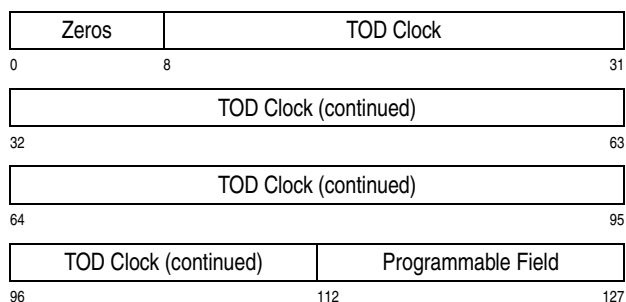 Zeros TOD Clock
0 8 31
TOD Clock (continued)
32 63
TOD Clock (continued)
64 95
TOD Clock (continued) Programmable Field
96 112 127